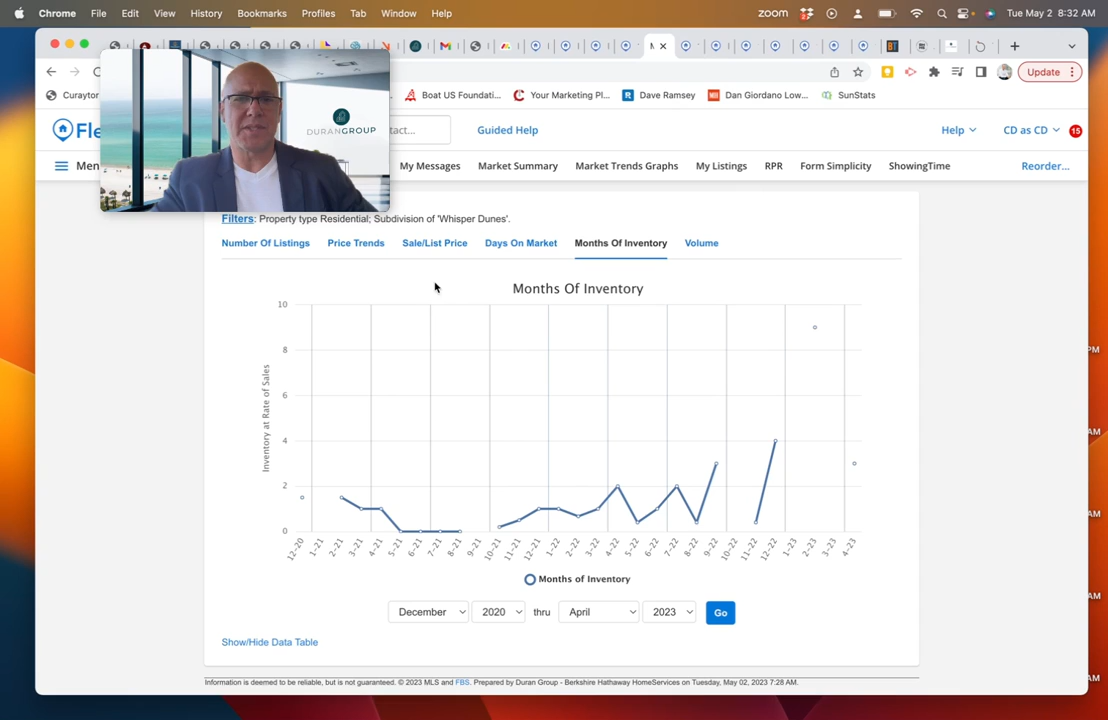 Chrome File Edit View History Bookmarks Profiles Tab Window Help zoom Tue May 2 8:32 AM
Update
Curaytor Boat US Foundati... Your Marketing Pl... Dave Ramsey Dan Giordano Low... SunStats
Fle
DURANGROUP
tact... Guided Help Help CD as CD 15
Men My Messages Market Summary Market Trends Graphs My Listings RPR Form Simplicity ShowingTime Reorder...
Filters: Property type Residential; Subdivision of 'Whisper Dunes'.
Number Of Listings Price Trends Sale/List Price Days On Market Months Of Inventory Volume
Months Of Inventory
10
8
6
4
2
0
Inventory at Rate of Sales
12-20 1-21 2-21 3-21 4-21 5-21 6-21 7-21 8-21 9-21 10-21 11-21 12-21 1-22 2-22 3-22 4-22 5-22 6-22 7-22 8-22 9-22 10-22 11-22 12-22 1-23 2-23 3-23 4-23
Months of Inventory
December 2020 thru April 2023 Go
Show/Hide Data Table
Information is deemed to be reliable, but is not guaranteed. © 2023 MLS and FBS. Prepared by Duran Group - Berkshire Hathaway HomeServices on Tuesday, May 02, 2023 7:28 AM.
PM
AM
AM
AM
AM